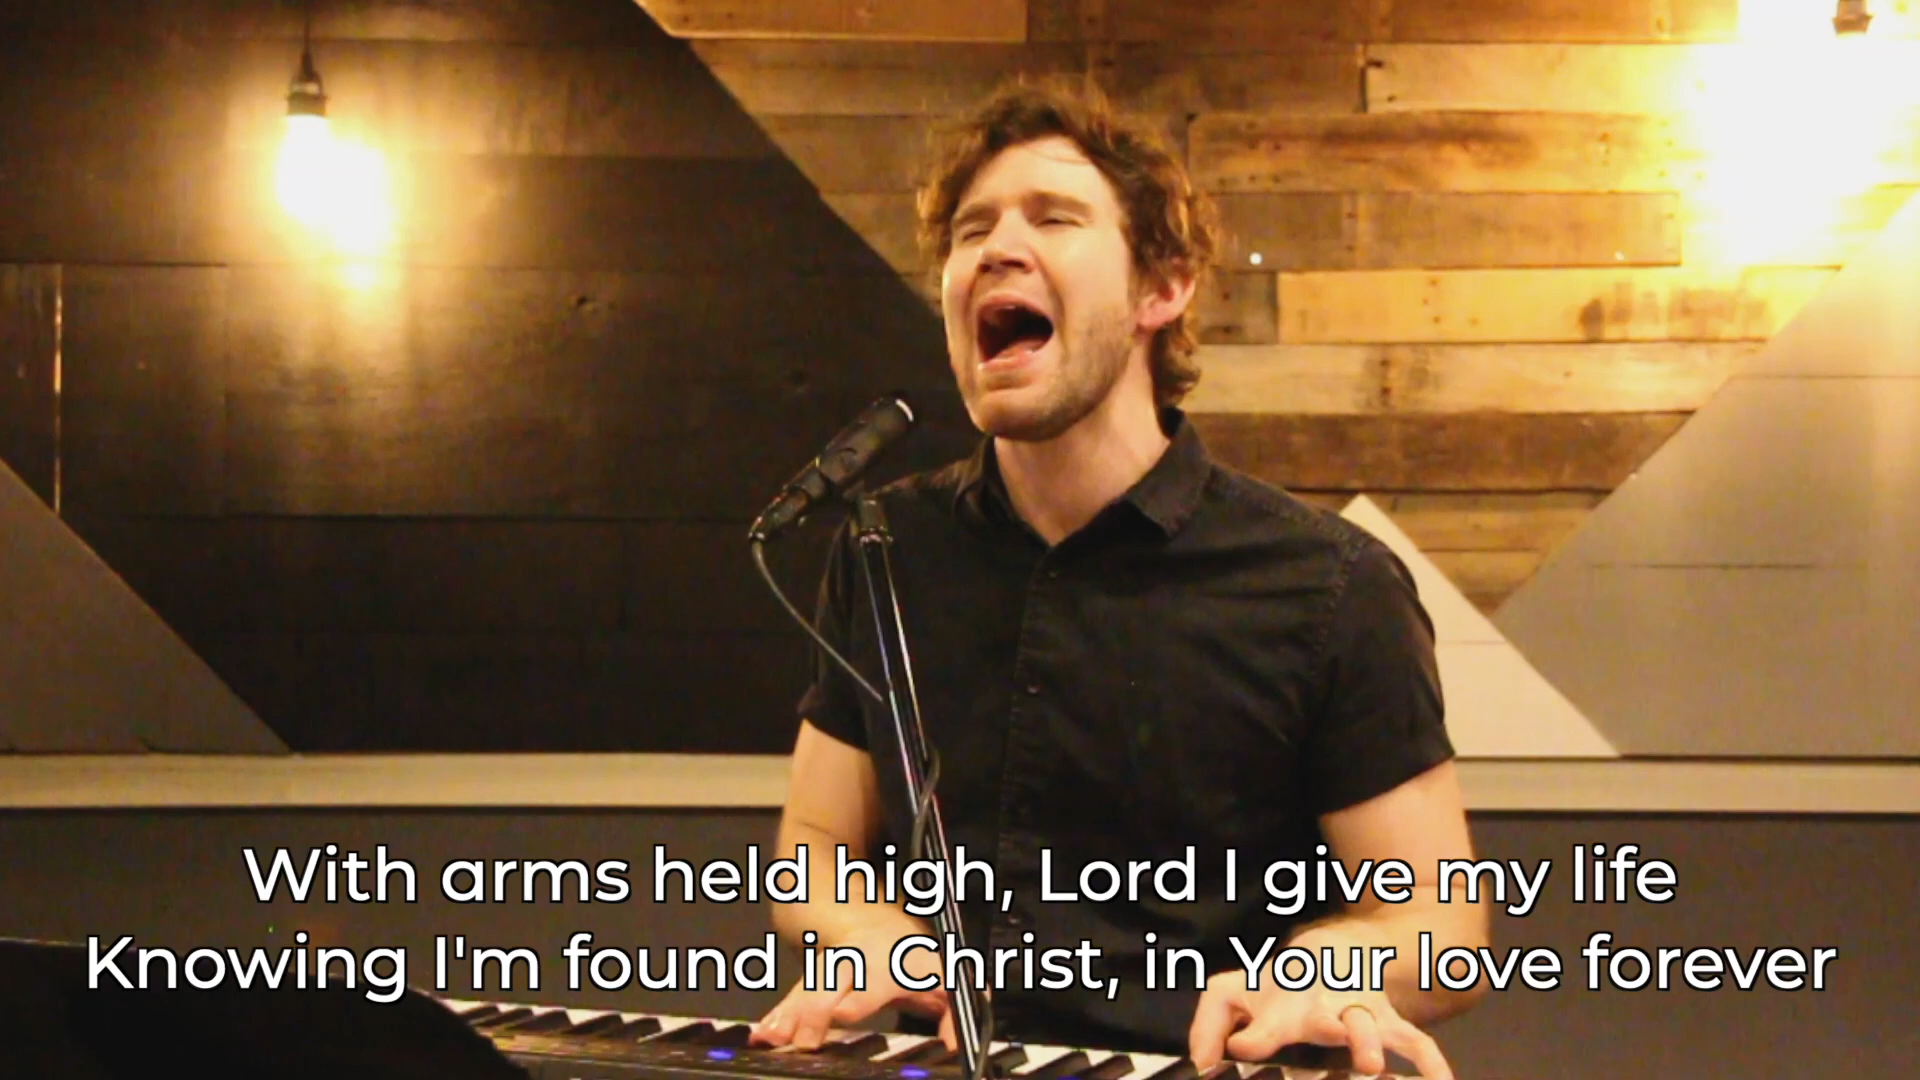 With arms held high, Lord I give my life
Knowing I'm found in Christ, in Your love forever